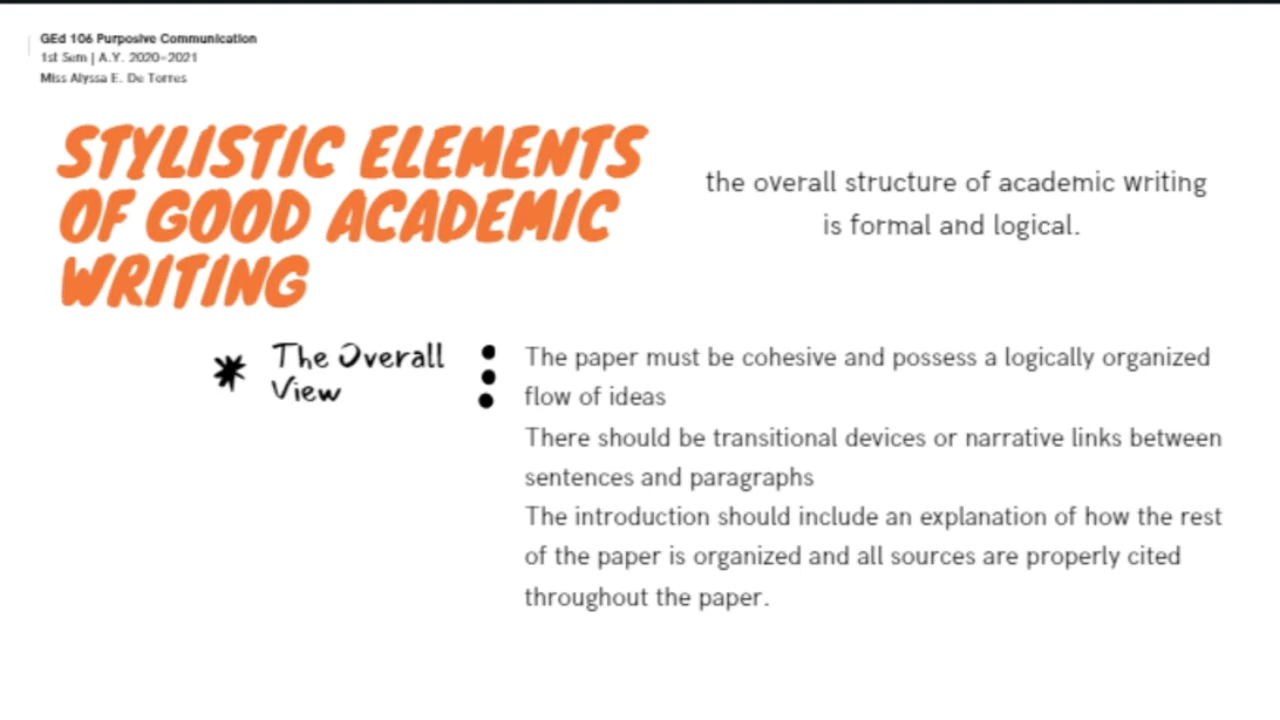 GEd 106 Purposive Communication
1st Sem | A.Y. 2020-2021
Miss Alyssa E. De Torres
STYLISTIC ELEMENTS
OF GOOD ACADEMIC
WRITING
the overall structure of academic writing
is formal and logical.
The Overall
View
The paper must be cohesive and possess a logically organized
flow of ideas
There should be transitional devices or narrative links between
sentences and paragraphs
The introduction should include an explanation of how the rest
of the paper is organized and all sources are properly cited
throughout the paper.